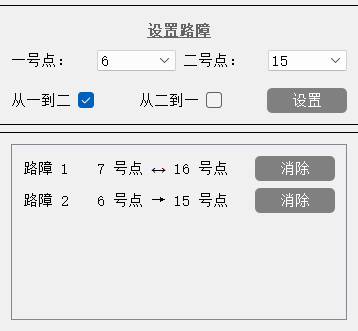 设置路障
一号点： 6 二号点： 15
从一到二 从二到一 设置
路障 1 7 号点 ↔ 16 号点 消除
路障 2 6 号点 → 15 号点 消除